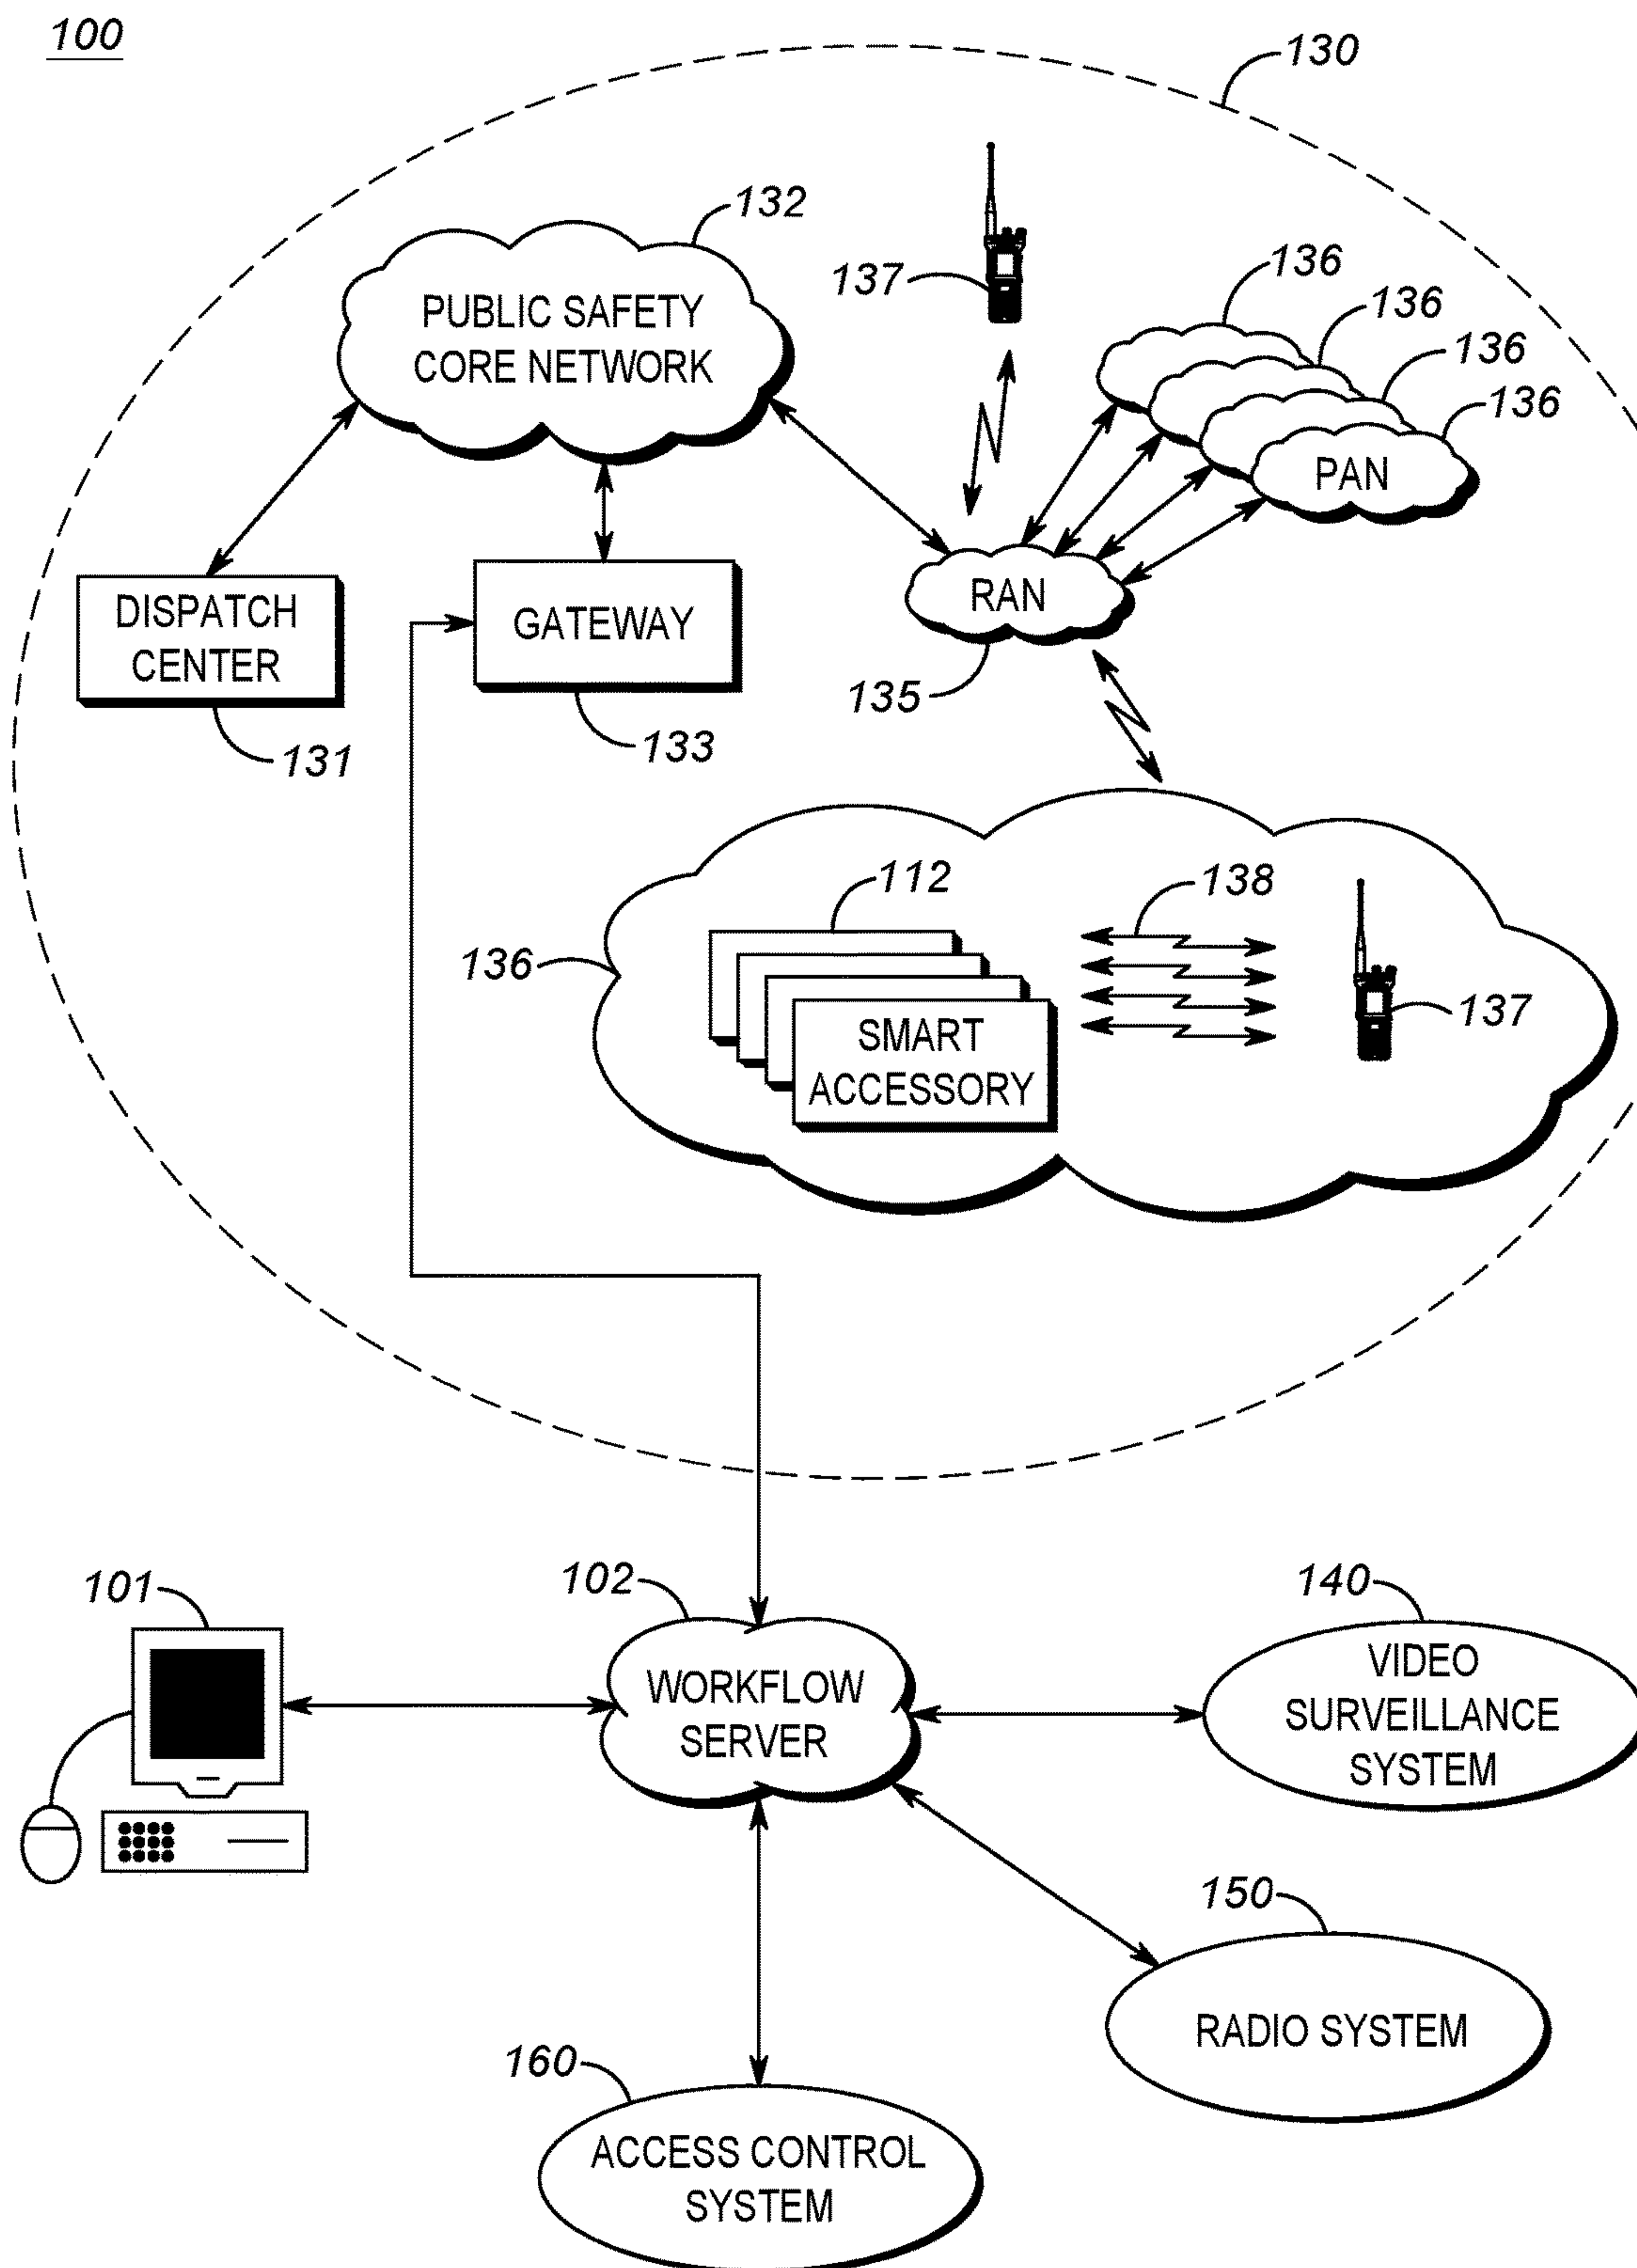 100
130
132
PUBLIC SAFETY
CORE NETWORK
137
136
136
136
136
PAN
RAN
135
DISPATCH
CENTER
131
GATEWAY
133
112
138
136
SMART
ACCESSORY
137
101
102
WORKFLOW
SERVER
140
VIDEO
SURVEILLANCE
SYSTEM
150
RADIO SYSTEM
160
ACCESS CONTROL
SYSTEM